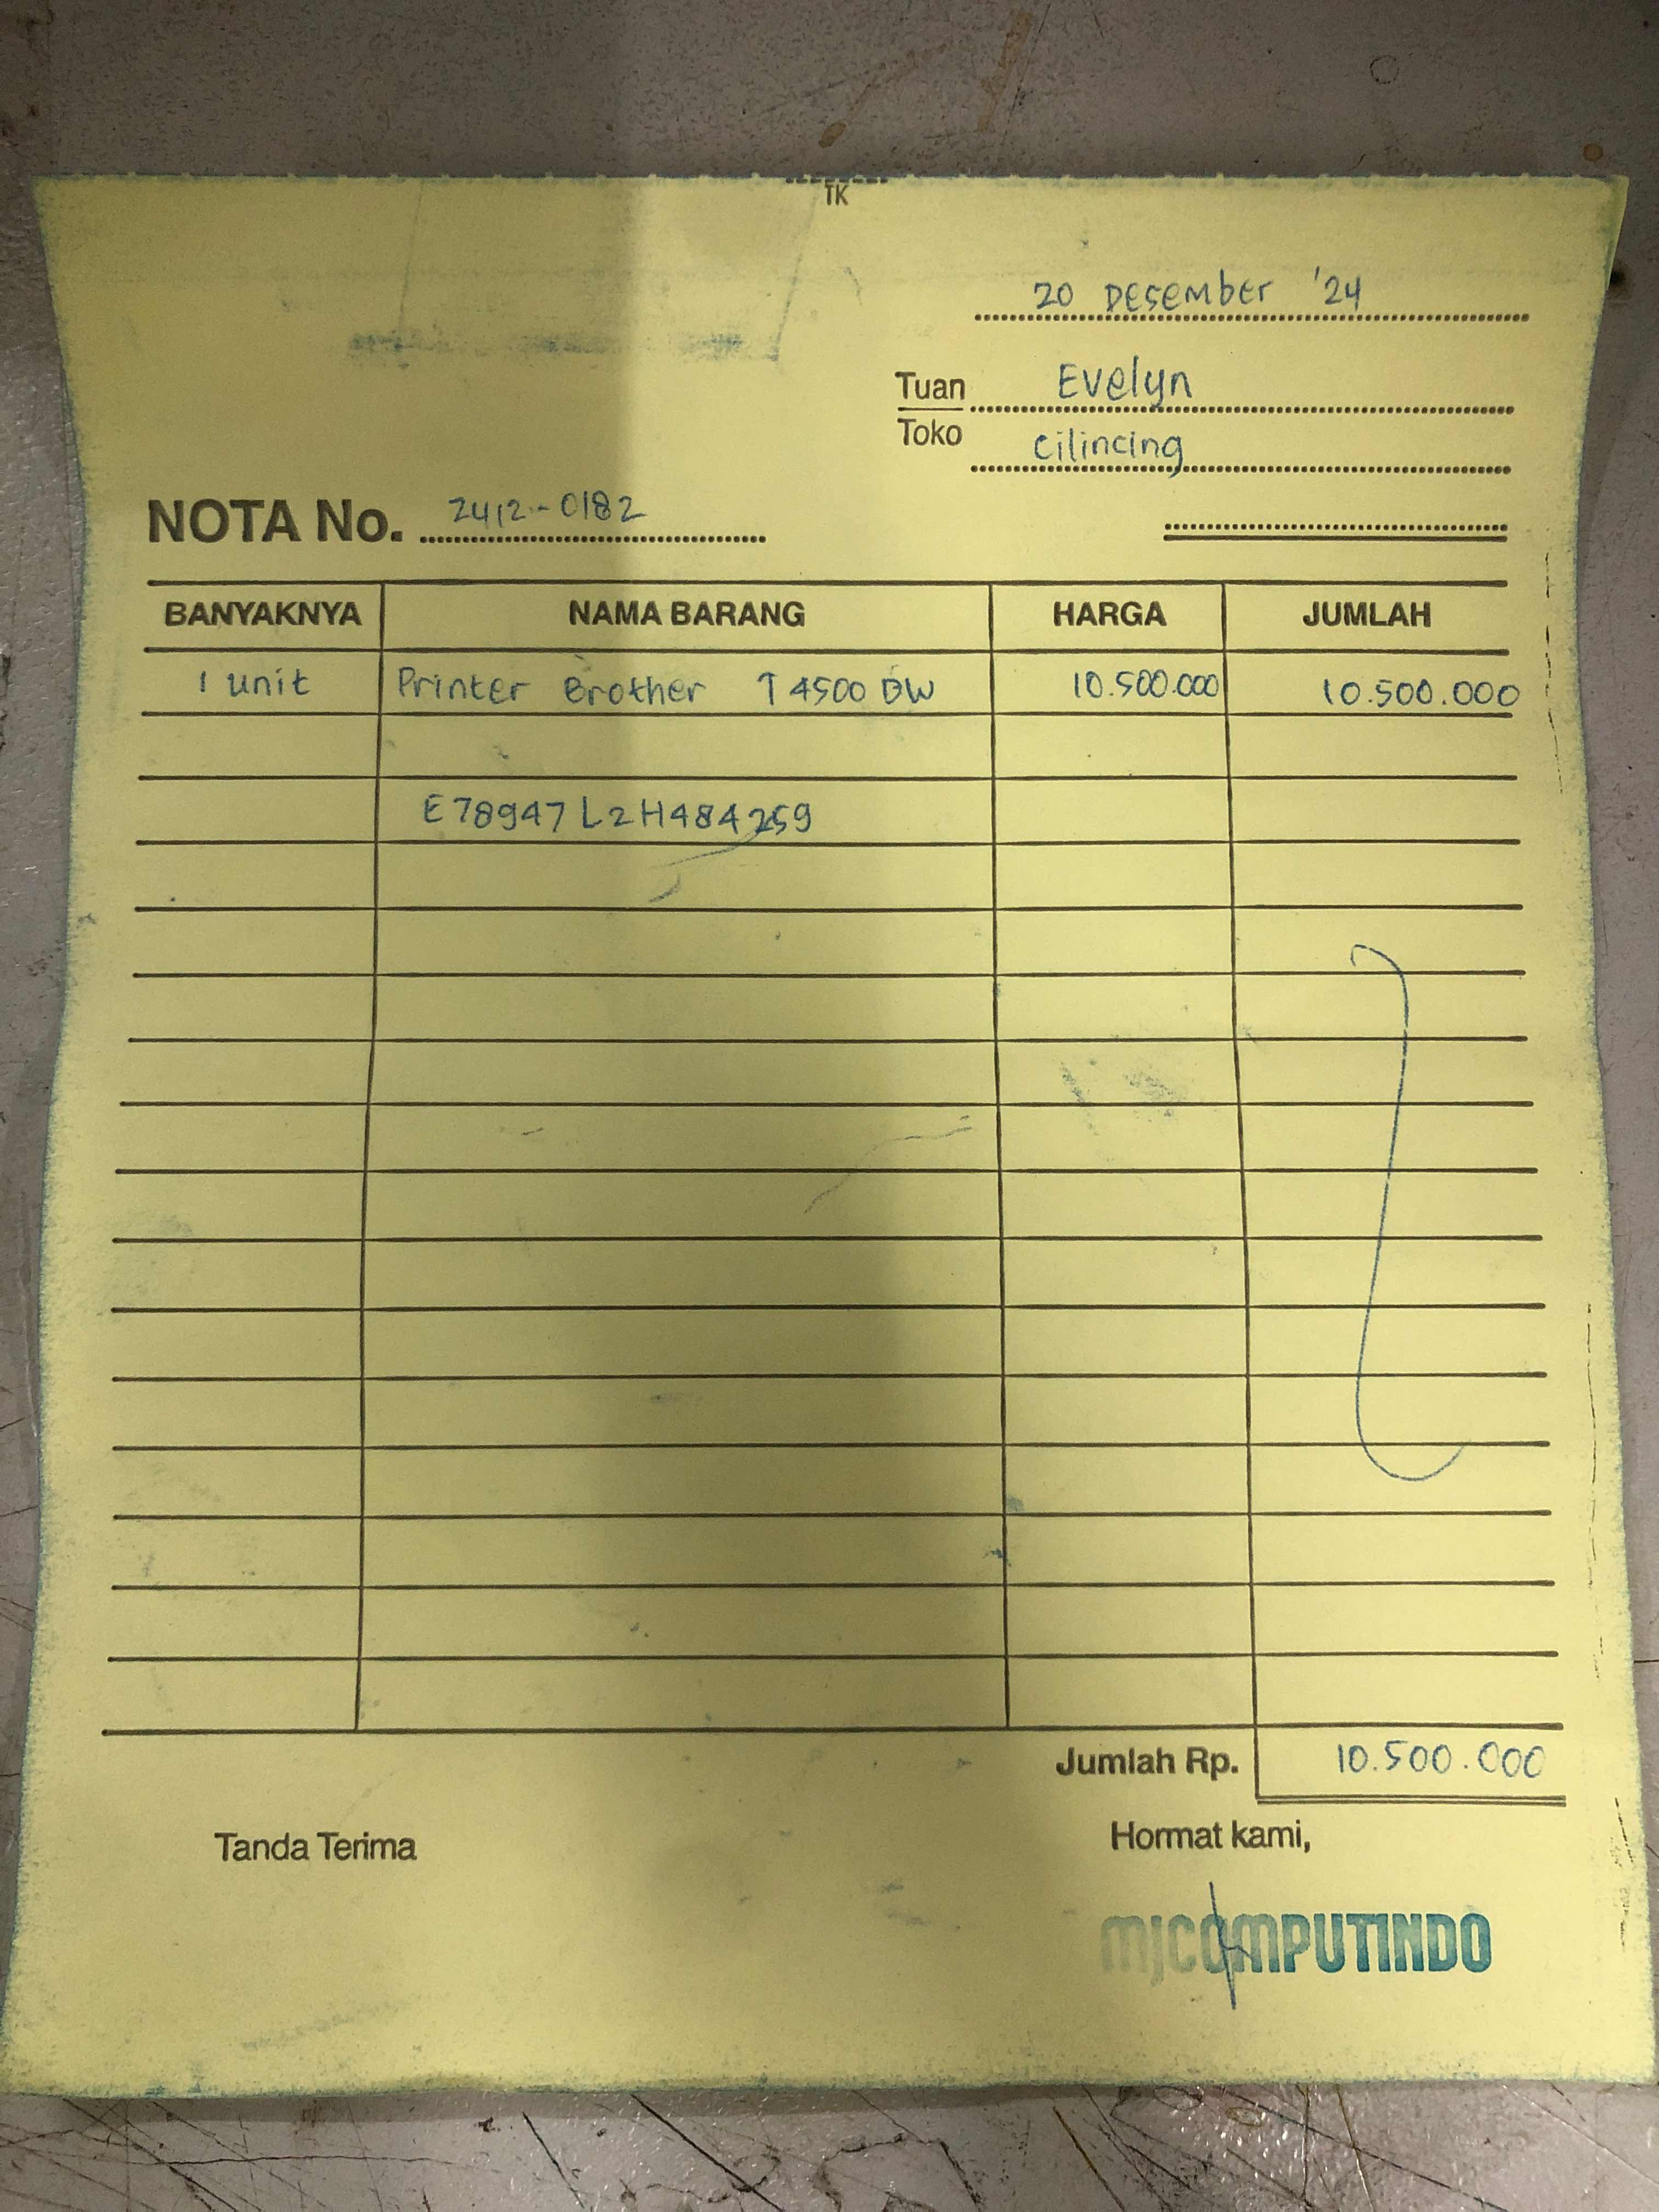 TK
20 Desember '24
Tuan Evelyn
Toko Cilincing
NOTA No. 2412-0182
BANYAKNYA NAMA BARANG HARGA JUMLAH
1 unit Printer Brother T4500 DW 10.500.000 10.500.000
E78947L2H484259
Jumlah Rp. 10.500.000
Tanda Terima Hormat kami,
mjCOMPUTINDO